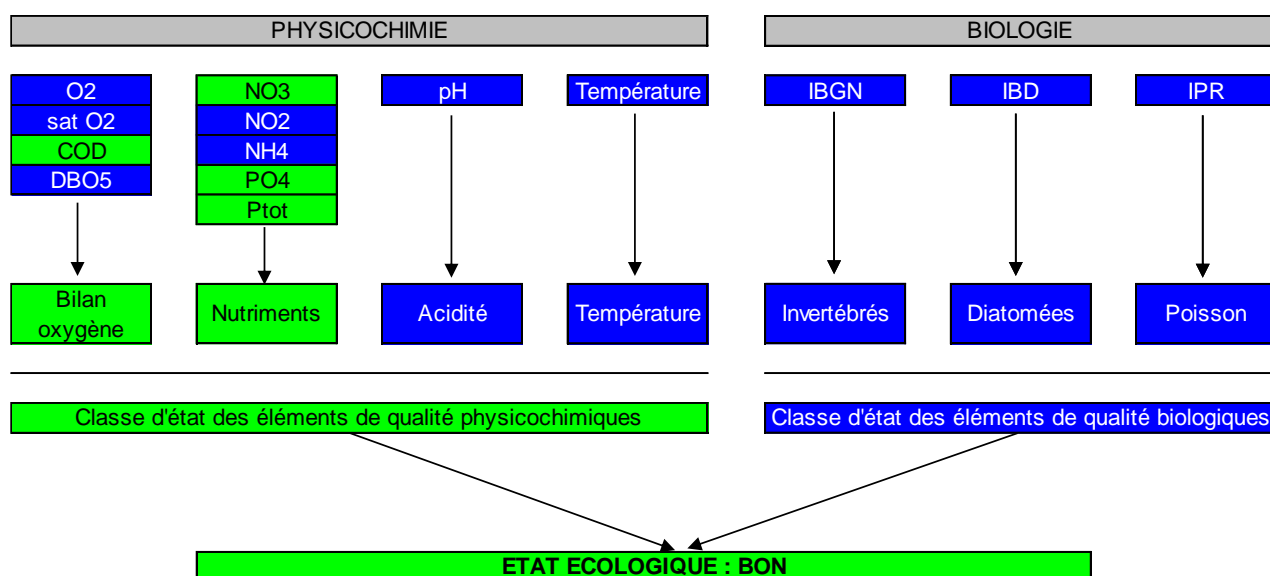 PHYSICOCHIMIE
BIOLOGIE
O2
NO3
pH
Température
IBGN
IBD
IPR
sat O2
NO2
COD
NH4
DBO5
PO4
Ptot
Bilan
oxygène
Nutriments
Acidité
Température
Invertébrés
Diatomées
Poisson
Classe d'état des éléments de qualité physicochimiques
Classe d'état des éléments de qualité biologiques
ETAT ECOLOGIQUE : BON